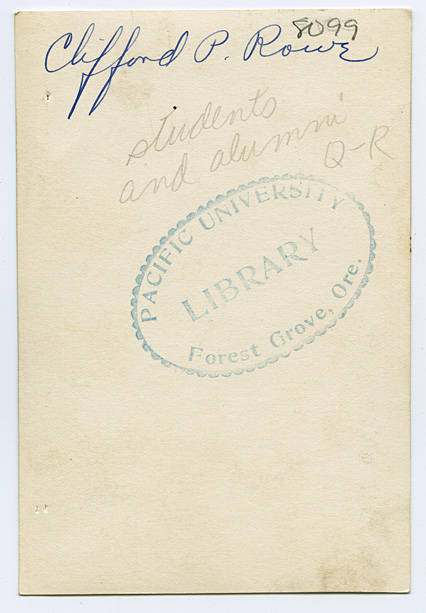 8099
Clifford P. Rowe
students
and alumni
Q-R
PACIFIC UNIVERSITY
LIBRARY
Forest Grove, Ore.